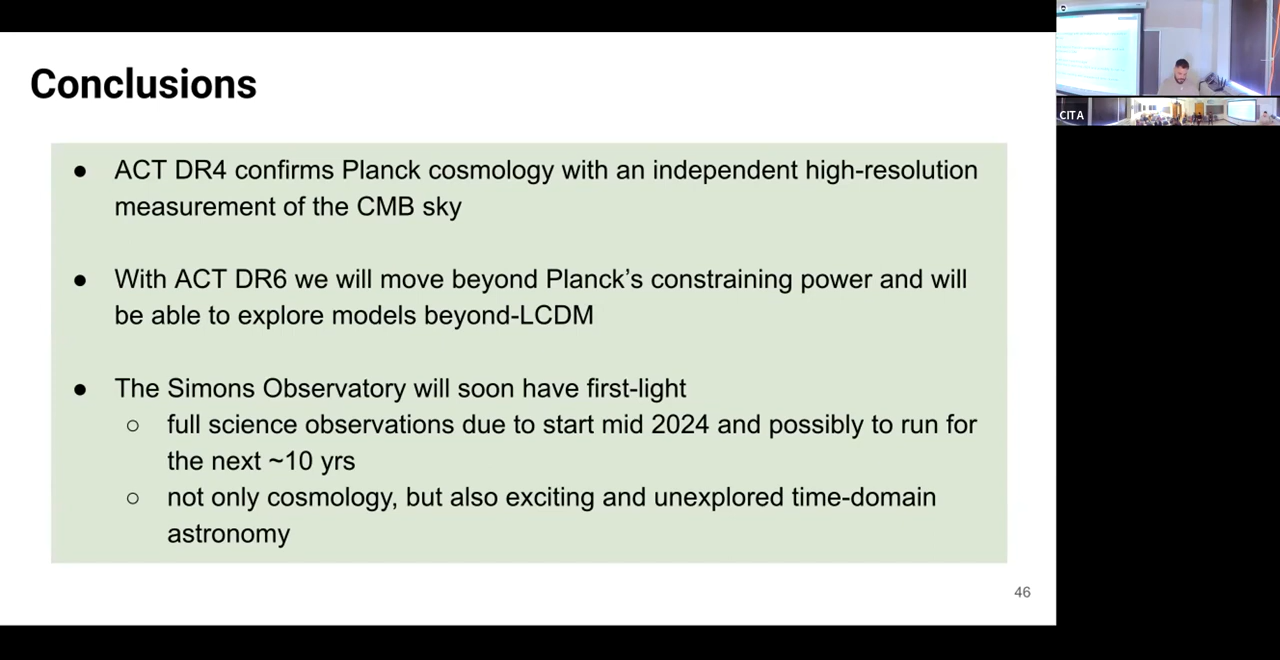 Conclusions
● ACT DR4 confirms Planck cosmology with an independent high-resolution
measurement of the CMB sky
● With ACT DR6 we will move beyond Planck’s constraining power and will
be able to explore models beyond-LCDM
● The Simons Observatory will soon have first-light
○ full science observations due to start mid 2024 and possibly to run for
the next ~10 yrs
○ not only cosmology, but also exciting and unexplored time-domain
astronomy
46
CITA